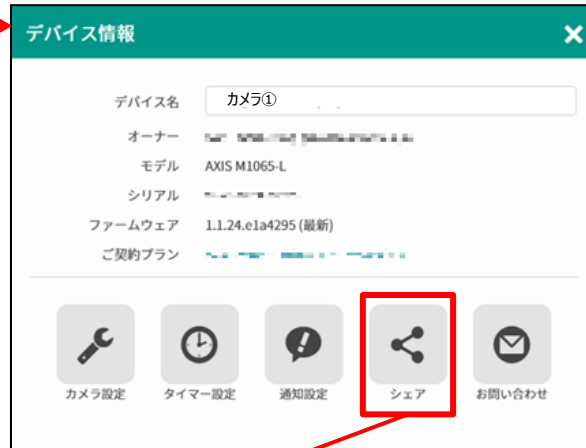 デバイス情報
デバイス名 カメラ①
オーナー
モデル AXIS M1065-L
シリアル
ファームウェア 1.1.24.e1a4295 (最新)
ご契約プラン
カメラ設定 タイマー設定 通知設定 シェア お問い合わせ